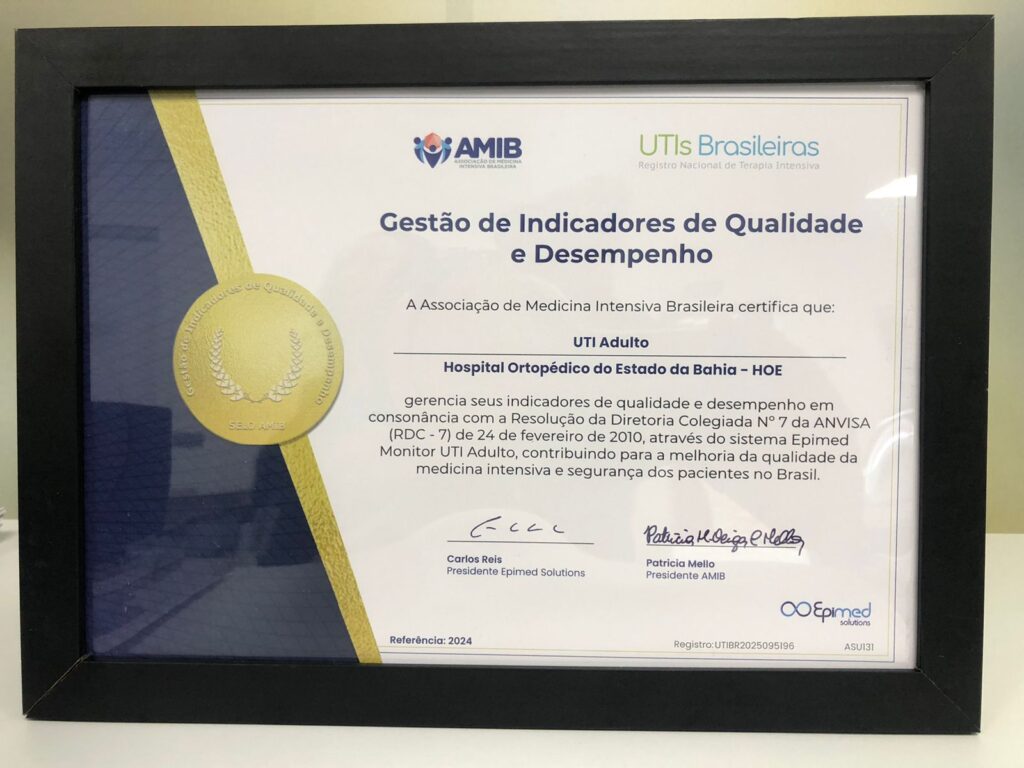 AMIB
ASSOCIAÇÃO DE MEDICINA
INTENSIVA BRASILEIRA
UTIs Brasileiras
Registro Nacional de Terapia Intensiva
Gestão de Indicadores de Qualidade
e Desempenho
A Associação de Medicina Intensiva Brasileira certifica que:
UTI Adulto
Hospital Ortopédico do Estado da Bahia - HOE
gerencia seus indicadores de qualidade e desempenho em
consonância com a Resolução da Diretoria Colegiada Nº 7 da ANVISA
(RDC - 7) de 24 de fevereiro de 2010, através do sistema Epimed
Monitor UTI Adulto, contribuindo para a melhoria da qualidade da
medicina intensiva e segurança dos pacientes no Brasil.
Gestão de Indicadores de Qualidade e Desempenho
SELO AMIB
Carlos Reis
Presidente Epimed Solutions
Patricia Mello
Presidente AMIB
Epimed
solutions
Referência: 2024
Registro: UTIBR2025095196
ASU131